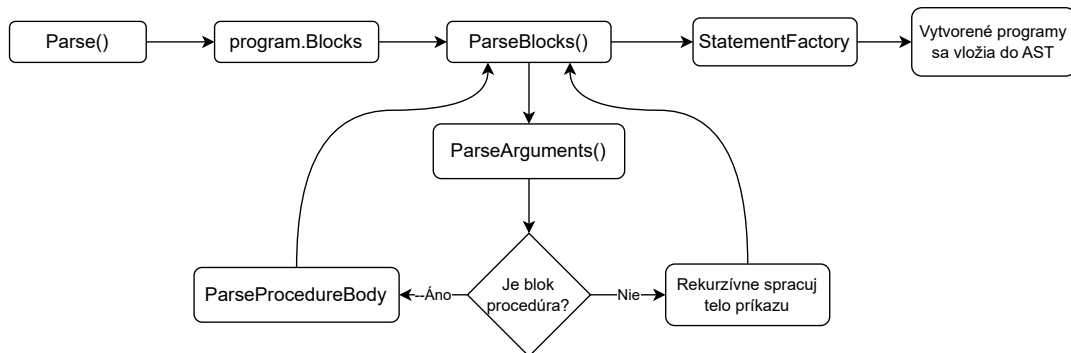 Parse()
program.Blocks
ParseBlocks()
StatementFactory
Vytvorené programy
sa vložia do AST
ParseArguments()
ParseProcedureBody
--Áno
Je blok
procedúra?
Nie
Rekurzívne spracuj
telo príkazu